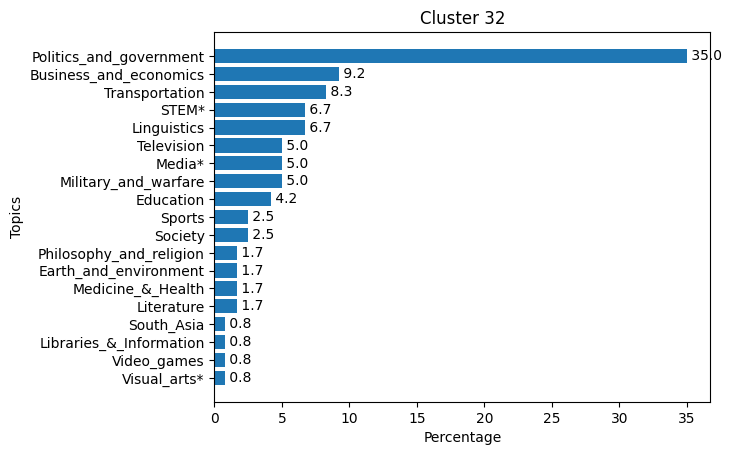 Cluster 32
Topics
Politics_and_government 35.0
Business_and_economics 9.2
Transportation 8.3
STEM* 6.7
Linguistics 6.7
Television 5.0
Media* 5.0
Military_and_warfare 5.0
Education 4.2
Sports 2.5
Society 2.5
Philosophy_and_religion 1.7
Earth_and_environment 1.7
Medicine_&_Health 1.7
Literature 1.7
South_Asia 0.8
Libraries_&_Information 0.8
Video_games 0.8
Visual_arts* 0.8
0 5 10 15 20 25 30 35
Percentage